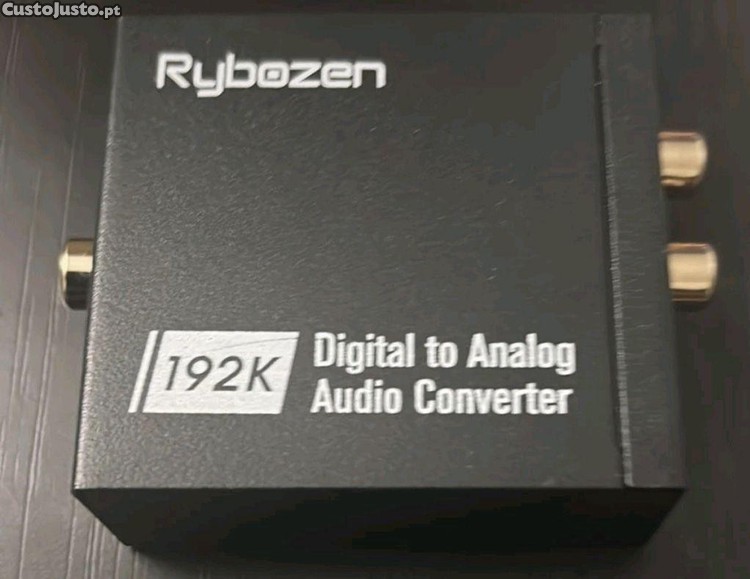 CustoJusto.pt
Rybozen
192K
Digital to Analog
Audio Converter